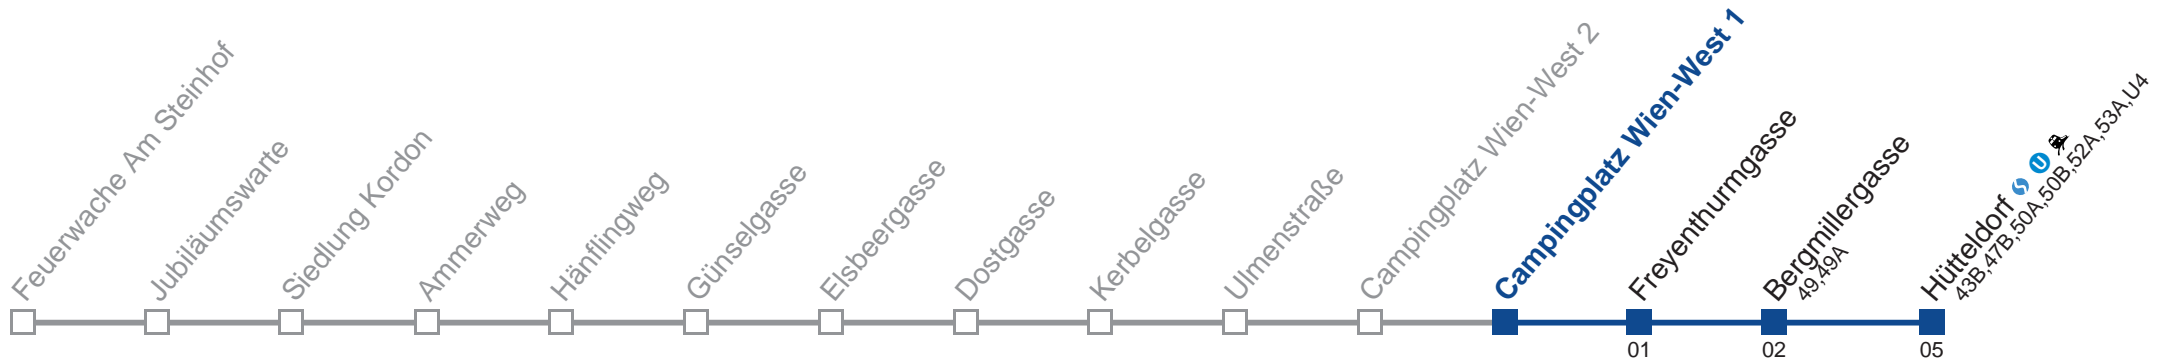 Feuerwache Am Steinhof
Jubiläumswarte
Siedlung Kordon
Ammerweg
Hänflingweg
Günselgasse
Elsbeergasse
Dostgasse
Kerbelgasse
Ulmenstraße
Campingplatz Wien-West 2
Campingplatz Wien-West 1
Freyenthurmgasse
01
Bergmillergasse
49,49A
02
Hütteldorf S U
43B,47B,50A,50B,52A,53A,U4
05